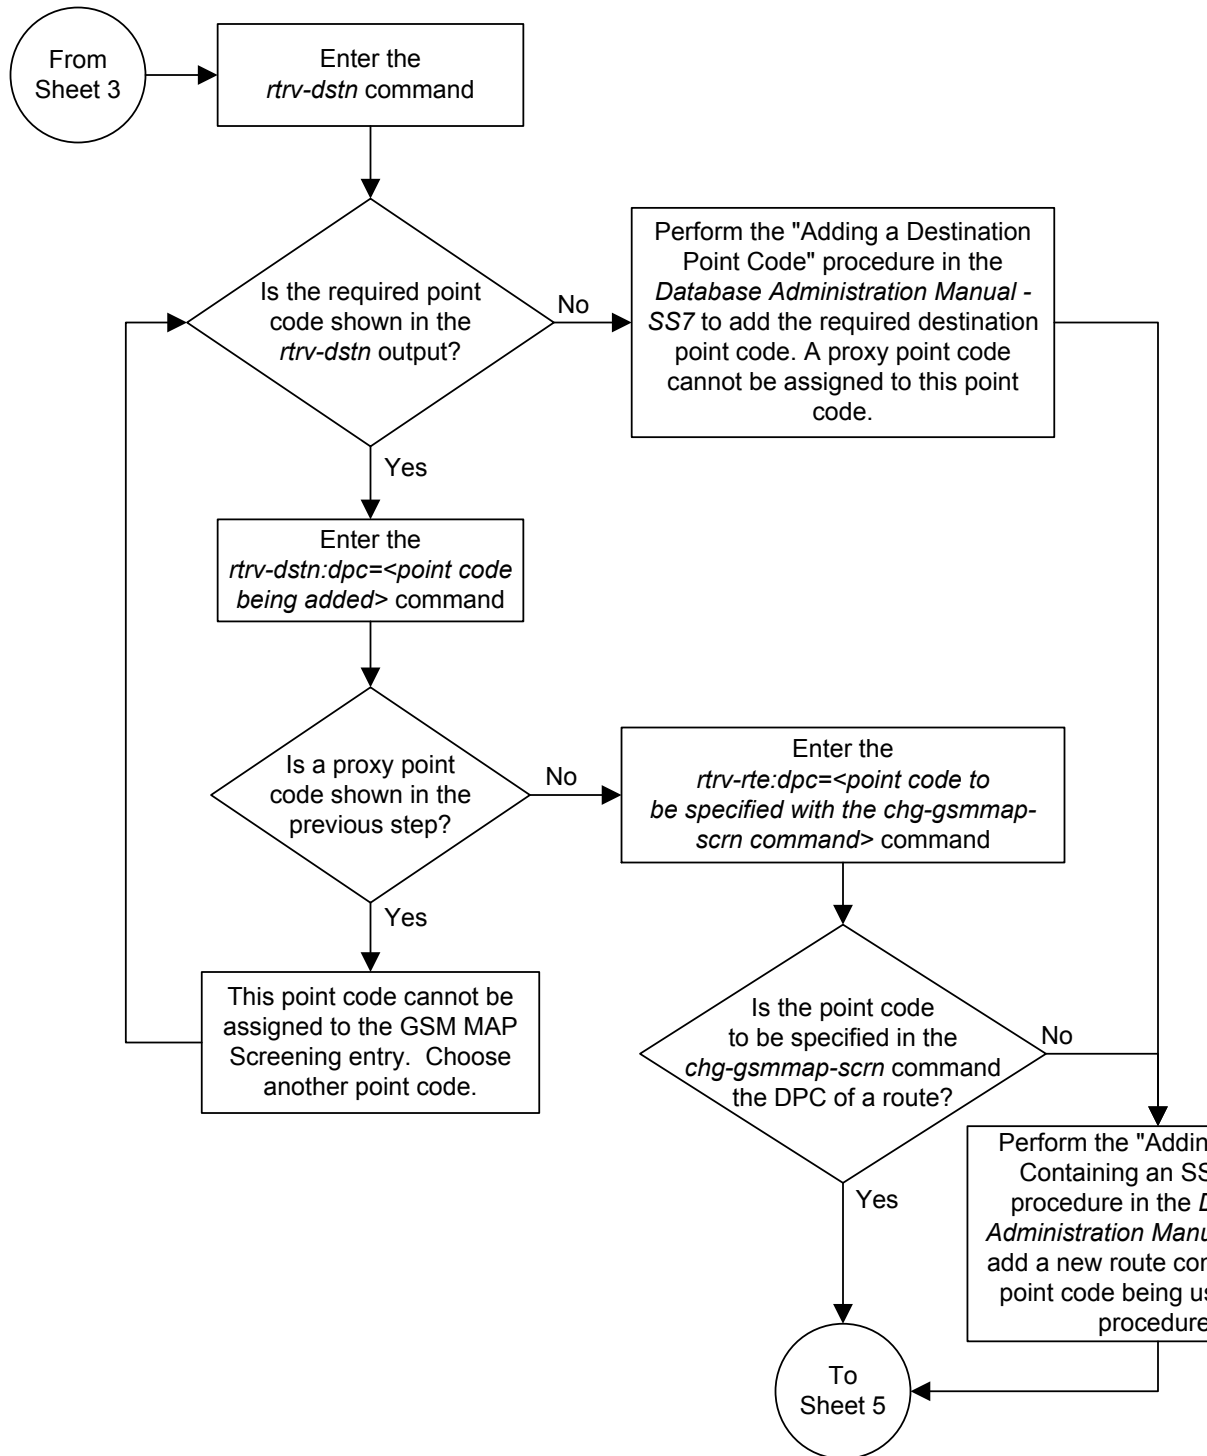 From
Sheet 3
Enter the
rtrv-dstn command
Is the required point
code shown in the
rtrv-dstn output?
No
Perform the "Adding a Destination
Point Code" procedure in the
Database Administration Manual -
SS7 to add the required destination
point code. A proxy point code
cannot be assigned to this point
code.
Yes
Enter the
rtrv-dstn:dpc=<point code
being added> command
Is a proxy point
code shown in the
previous step?
No
Enter the
rtrv-rte:dpc=<point code to
be specified with the chg-gsmmap-
scrn command> command
Yes
This point code cannot be
assigned to the GSM MAP
Screening entry. Choose
another point code.
Is the point code
to be specified in the
chg-gsmmap-scrn command
the DPC of a route?
No
Yes
Perform the "Addin
Containing an SS
procedure in the
Administration Manu
add a new route con
point code being us
procedure
To
Sheet 5